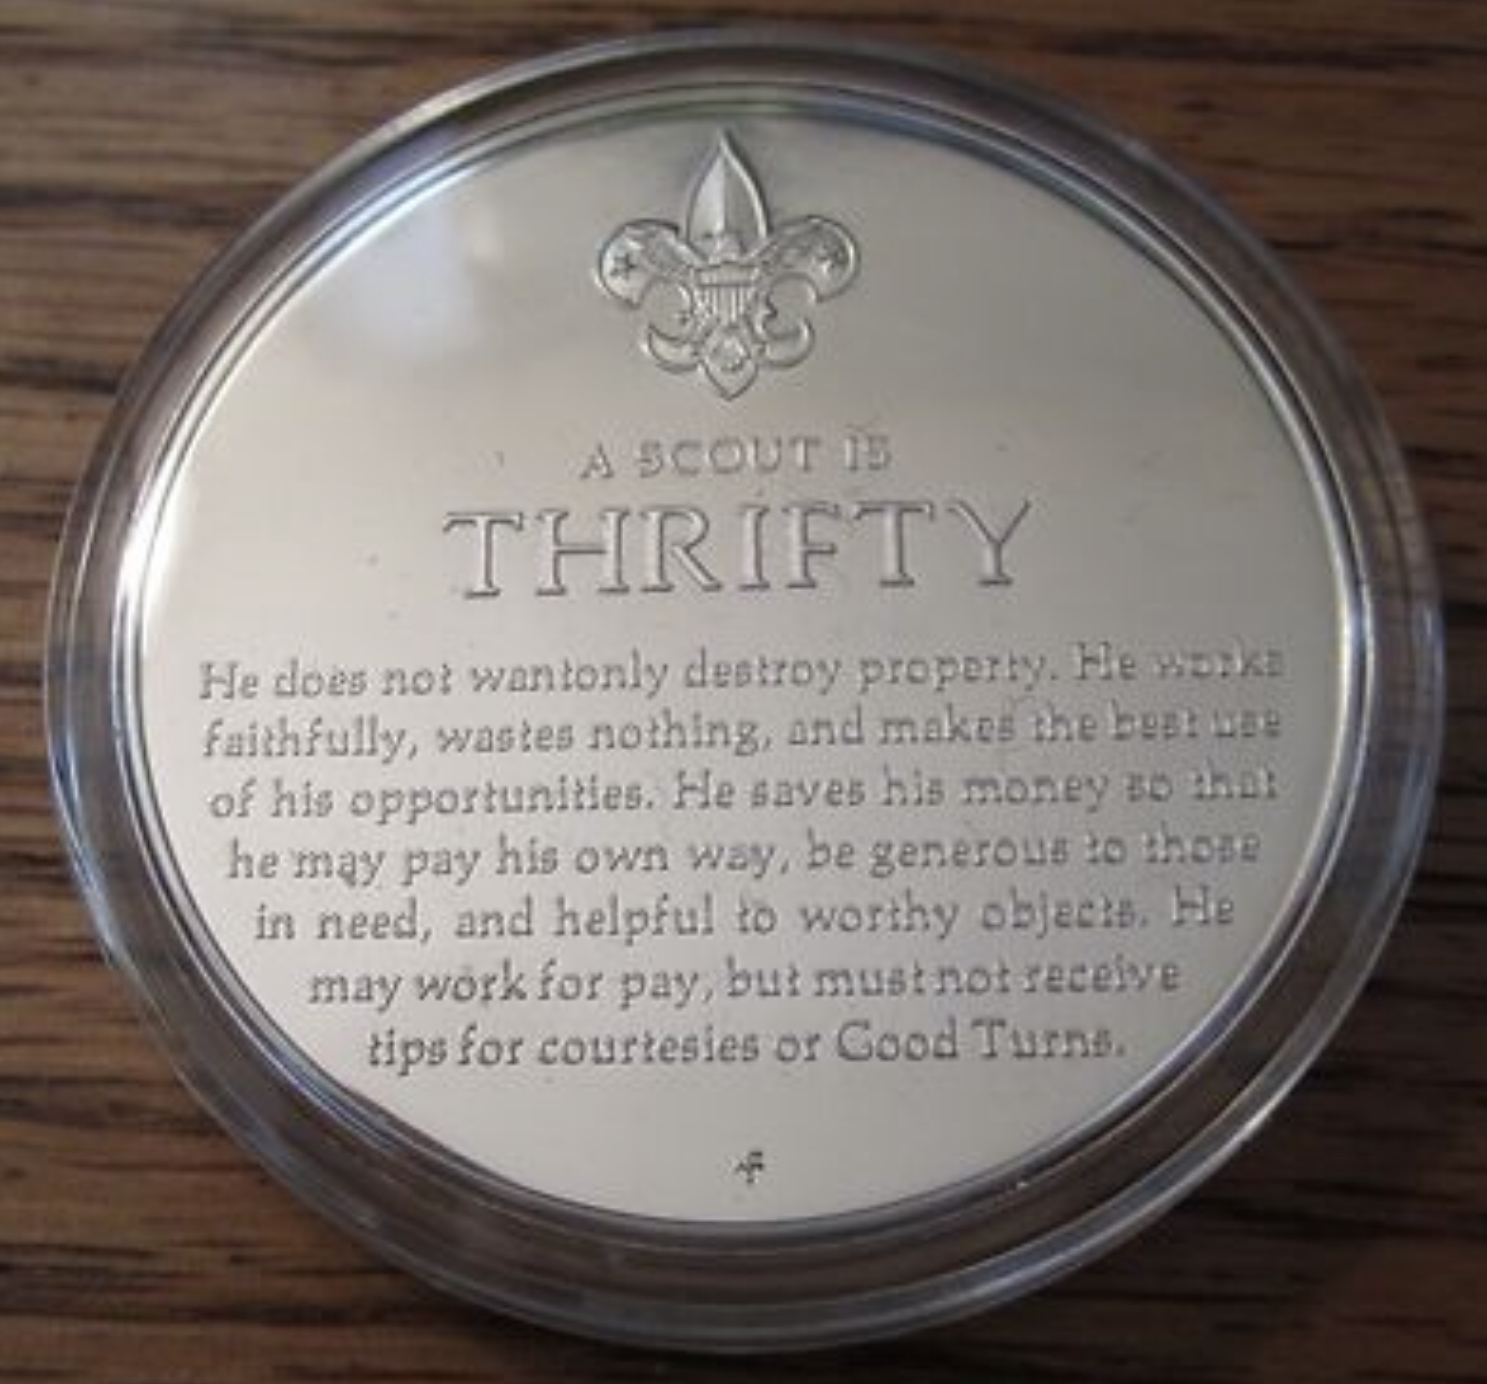 A SCOUT IS
THRIFTY
He does not wantonly destroy property. He works
faithfully, wastes nothing, and makes the best use
of his opportunities. He saves his money so that
he may pay his own way, be generous to those
in need, and helpful to worthy objects. He
may work for pay, but must not receive
tips for courtesies or Good Turns.